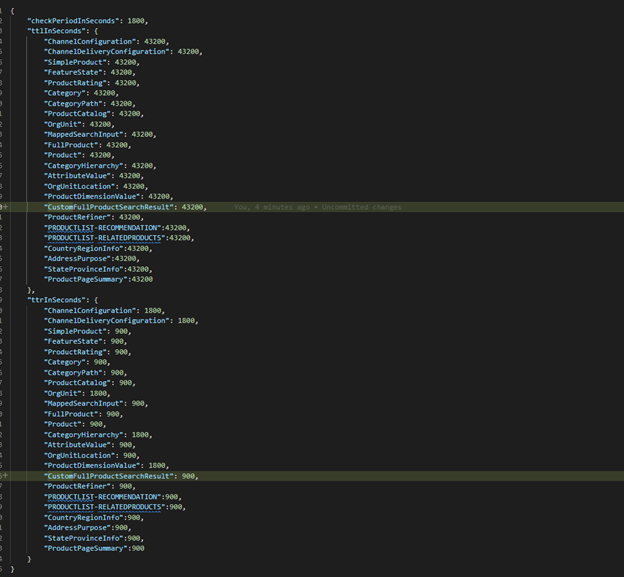 {
"checkPeriodInSeconds": 1800,
"ttlInSeconds": {
"ChannelConfiguration": 43200,
"ChannelDeliveryConfiguration": 43200,
"SimpleProduct": 43200,
"FeatureState": 43200,
"ProductRating": 43200,
"Category": 43200,
"CategoryPath": 43200,
"ProductCatalog": 43200,
"OrgUnit": 43200,
"MappedSearchInput": 43200,
"FullProduct": 43200,
"Product": 43200,
"CategoryHierarchy": 43200,
"AttributeValue": 43200,
"OrgUnitLocation": 43200,
"ProductDimensionValue": 43200,
"CustomFullProductSearchResult": 43200, You, 4 minutes ago • Uncommitted changes
"ProductRefiner": 43200,
"PRODUCTLIST-RECOMMENDATION":43200,
"PRODUCTLIST-RELATEDPRODUCTS":43200,
"CountryRegionInfo":43200,
"AddressPurpose":43200,
"StateProvinceInfo":43200,
"ProductPageSummary":43200
},
"ttrInSeconds": {
"ChannelConfiguration": 1800,
"ChannelDeliveryConfiguration": 1800,
"SimpleProduct": 900,
"FeatureState": 900,
"ProductRating": 900,
"Category": 900,
"CategoryPath": 900,
"ProductCatalog": 900,
"OrgUnit": 1800,
"MappedSearchInput": 900,
"FullProduct": 900,
"Product": 900,
"CategoryHierarchy": 1800,
"AttributeValue": 900,
"OrgUnitLocation": 900,
"ProductDimensionValue": 1800,
"CustomFullProductSearchResult": 900,
"ProductRefiner": 900,
"PRODUCTLIST-RECOMMENDATION":900,
"PRODUCTLIST-RELATEDPRODUCTS":900,
"CountryRegionInfo":900,
"AddressPurpose":900,
"StateProvinceInfo":900,
"ProductPageSummary":900
}
}